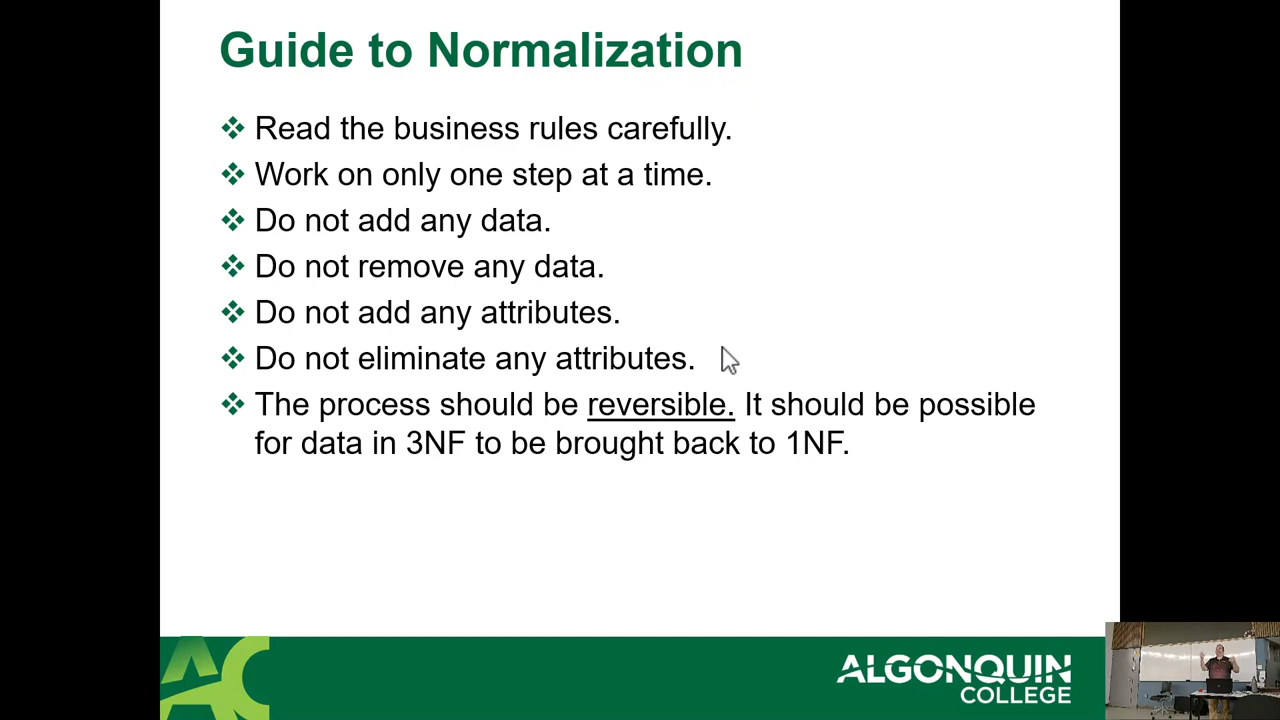 Guide to Normalization
Read the business rules carefully.
Work on only one step at a time.
Do not add any data.
Do not remove any data.
Do not add any attributes.
Do not eliminate any attributes.
The process should be reversible. It should be possible
for data in 3NF to be brought back to 1NF.
AC
ALGONQUIN
COLLEGE